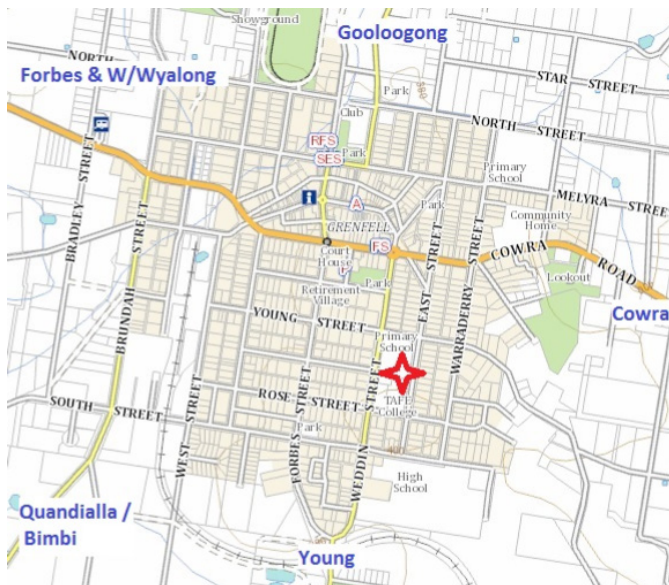 Showground
Gooloogong
NORTH STREET
Forbes & W/Wyalong
Park
STAR STREET
Club
NORTH STREET
RFS
SES
Park
Primary
School
BRADLEY STREET
MELYRA STREET
A
Park
Community
Home
GRENFELL
FS
COWRA ROAD
Court
House
P
Lookout
Retirement
Village
Park
EAST STREET
WARRADERRY STREET
Cowra
BRUNDAH STREET
YOUNG STREET
Primary
School
ROSE STREET
TAFE
College
SOUTH STREET
WEST STREET
FORBES STREET
WEDDIN STREET
Park
High
School
Quandialla /
Bimbi
Young